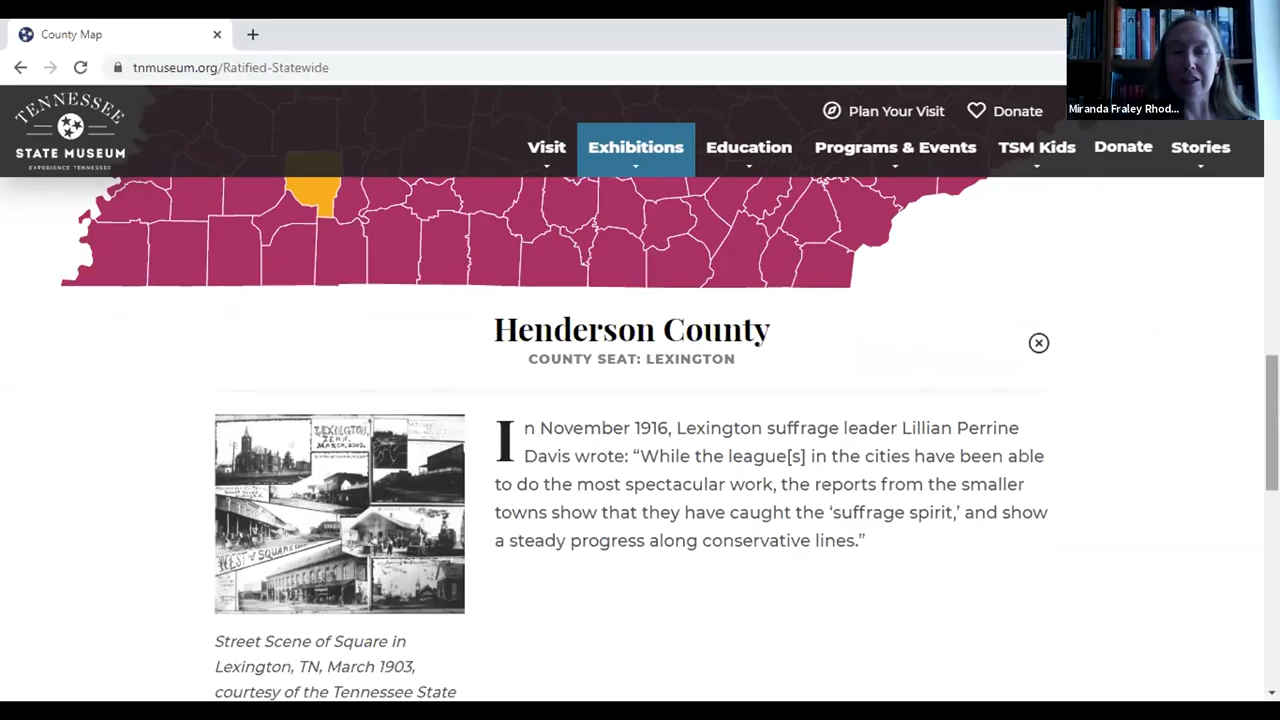 County Map
tnmuseum.org/Ratified-Statewide
Miranda Fraley Rhod...
TENNESSEE
STATE MUSEUM
EXPERIENCE TENNESSEE
Plan Your Visit
Donate
Visit
Exhibitions
Education
Programs & Events
TSM Kids
Donate
Stories
Henderson County
COUNTY SEAT: LEXINGTON
LEXINGTON,
TENN.
MARCH, 1903.
WEST of SQUARE
In November 1916, Lexington suffrage leader Lillian Perrine
Davis wrote: “While the league[s] in the cities have been able
to do the most spectacular work, the reports from the smaller
towns show that they have caught the ‘suffrage spirit,’ and show
a steady progress along conservative lines.”
Street Scene of Square in
Lexington, TN, March 1903,
courtesy of the Tennessee State